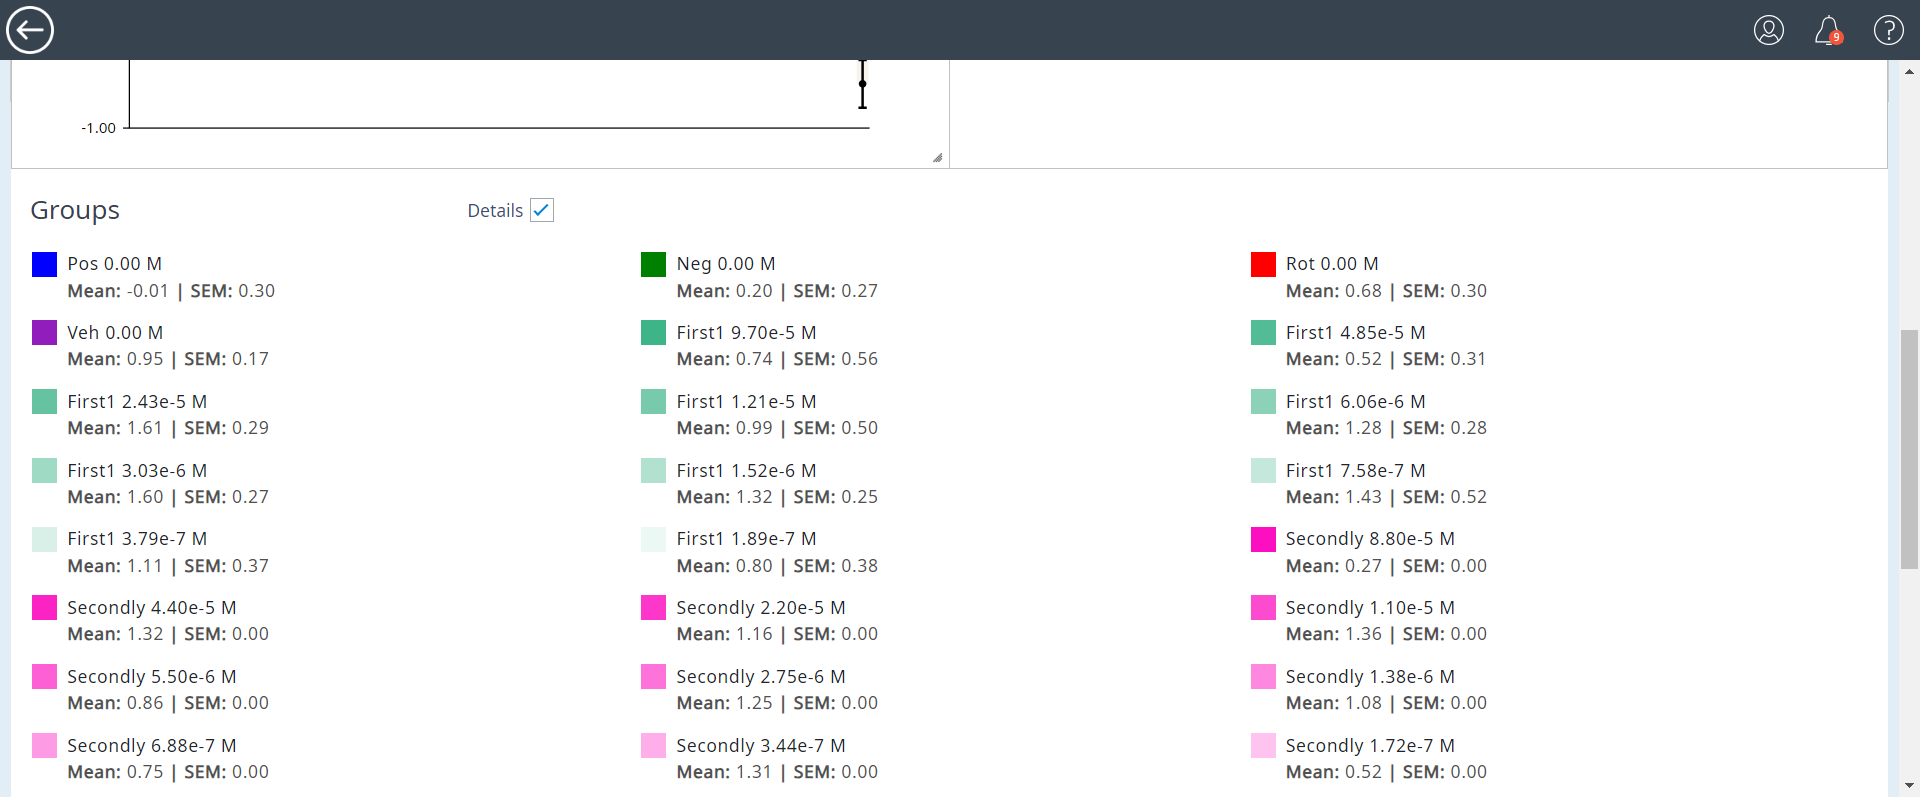 9
?
-1.00
Groups
Details
Pos 0.00 M
Mean: -0.01 | SEM: 0.30
Neg 0.00 M
Mean: 0.20 | SEM: 0.27
Rot 0.00 M
Mean: 0.68 | SEM: 0.30
Veh 0.00 M
Mean: 0.95 | SEM: 0.17
First1 9.70e-5 M
Mean: 0.74 | SEM: 0.56
First1 4.85e-5 M
Mean: 0.52 | SEM: 0.31
First1 2.43e-5 M
Mean: 1.61 | SEM: 0.29
First1 1.21e-5 M
Mean: 0.99 | SEM: 0.50
First1 6.06e-6 M
Mean: 1.28 | SEM: 0.28
First1 3.03e-6 M
Mean: 1.60 | SEM: 0.27
First1 1.52e-6 M
Mean: 1.32 | SEM: 0.25
First1 7.58e-7 M
Mean: 1.43 | SEM: 0.52
First1 3.79e-7 M
Mean: 1.11 | SEM: 0.37
First1 1.89e-7 M
Mean: 0.80 | SEM: 0.38
Secondly 8.80e-5 M
Mean: 0.27 | SEM: 0.00
Secondly 4.40e-5 M
Mean: 1.32 | SEM: 0.00
Secondly 2.20e-5 M
Mean: 1.16 | SEM: 0.00
Secondly 1.10e-5 M
Mean: 1.36 | SEM: 0.00
Secondly 5.50e-6 M
Mean: 0.86 | SEM: 0.00
Secondly 2.75e-6 M
Mean: 1.25 | SEM: 0.00
Secondly 1.38e-6 M
Mean: 1.08 | SEM: 0.00
Secondly 6.88e-7 M
Mean: 0.75 | SEM: 0.00
Secondly 3.44e-7 M
Mean: 1.31 | SEM: 0.00
Secondly 1.72e-7 M
Mean: 0.52 | SEM: 0.00